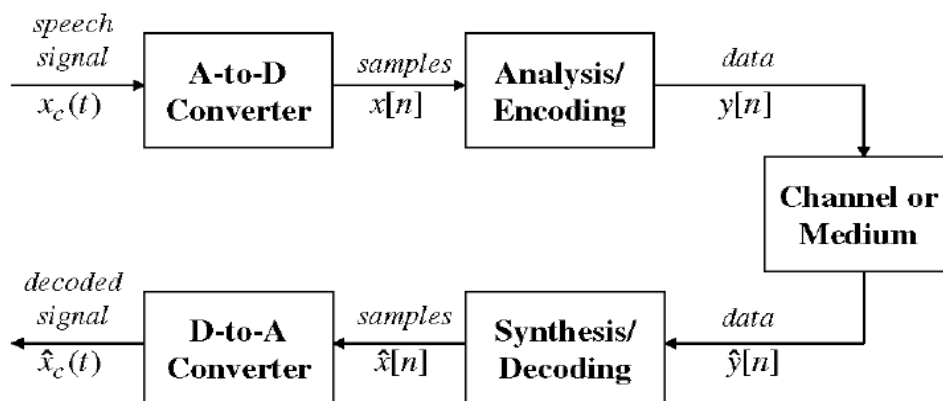 speech
signal
x_c(t)
A-to-D
Converter
samples
x[n]
Analysis/
Encoding
data
y[n]
Channel or
Medium
decoded
signal
x̂_c(t)
D-to-A
Converter
samples
x̂[n]
Synthesis/
Decoding
data
ŷ[n]